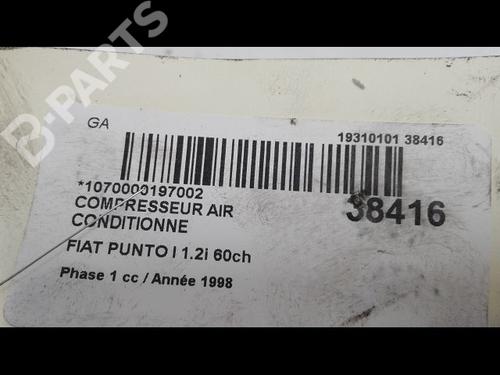 B-PARTS
GA
19310101 38416
*1070000197002
38416
COMPRESSEUR AIR
CONDITIONNE
FIAT PUNTO I 1.2i 60ch
Phase 1 cc / Année 1998